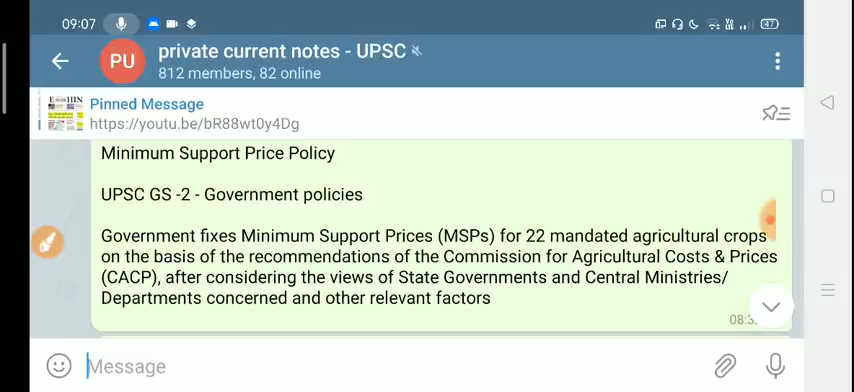 09:07
47
PU
private current notes - UPSC
812 members, 82 online
Pinned Message
https://youtu.be/bR88wt0y4Dg
Minimum Support Price Policy
UPSC GS -2 - Government policies
Government fixes Minimum Support Prices (MSPs) for 22 mandated agricultural crops
on the basis of the recommendations of the Commission for Agricultural Costs & Prices
(CACP), after considering the views of State Governments and Central Ministries/
Departments concerned and other relevant factors
Message